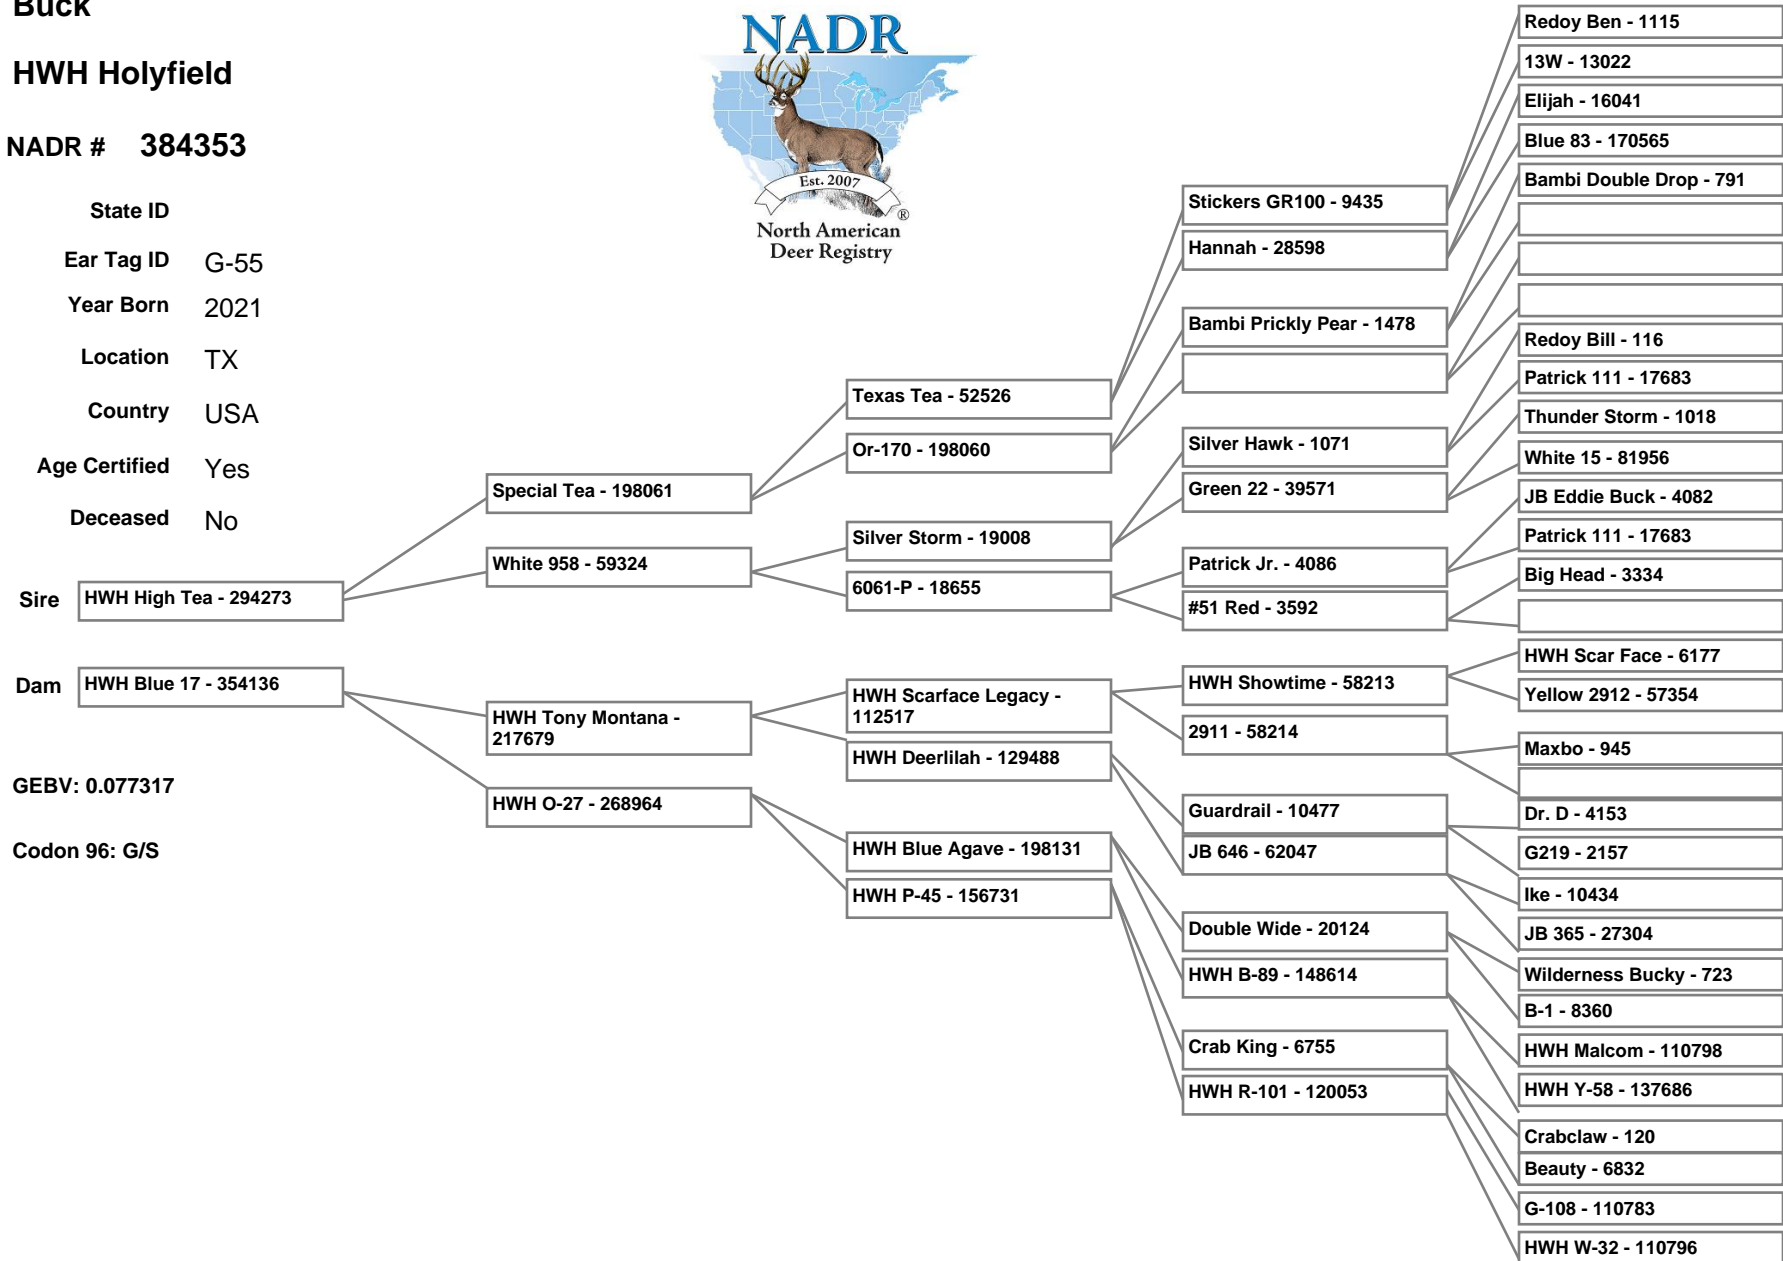 Buck
HWH Holyfield
NADR # 384353
State ID
Ear Tag ID G-55
Year Born 2021
Location TX
Country USA
Age Certified Yes
Deceased No
NADR
Est. 2007
®
North American
Deer Registry
Sire HWH High Tea - 294273
Dam HWH Blue 17 - 354136
GEBV: 0.077317
Codon 96: G/S
Special Tea - 198061
White 958 - 59324
HWH Tony Montana -
217679
HWH O-27 - 268964
Texas Tea - 52526
Or-170 - 198060
Silver Storm - 19008
6061-P - 18655
HWH Scarface Legacy -
112517
HWH Deerlilah - 129488
HWH Blue Agave - 198131
HWH P-45 - 156731
Stickers GR100 - 9435
Hannah - 28598
Bambi Prickly Pear - 1478
Silver Hawk - 1071
Green 22 - 39571
Patrick Jr. - 4086
#51 Red - 3592
HWH Showtime - 58213
2911 - 58214
Guardrail - 10477
JB 646 - 62047
Double Wide - 20124
HWH B-89 - 148614
Crab King - 6755
HWH R-101 - 120053
Redoy Ben - 1115
13W - 13022
Elijah - 16041
Blue 83 - 170565
Bambi Double Drop - 791
Redoy Bill - 116
Patrick 111 - 17683
Thunder Storm - 1018
White 15 - 81956
JB Eddie Buck - 4082
Patrick 111 - 17683
Big Head - 3334
HWH Scar Face - 6177
Yellow 2912 - 57354
Maxbo - 945
Dr. D - 4153
G219 - 2157
Ike - 10434
JB 365 - 27304
Wilderness Bucky - 723
B-1 - 8360
HWH Malcom - 110798
HWH Y-58 - 137686
Crabclaw - 120
Beauty - 6832
G-108 - 110783
HWH W-32 - 110796